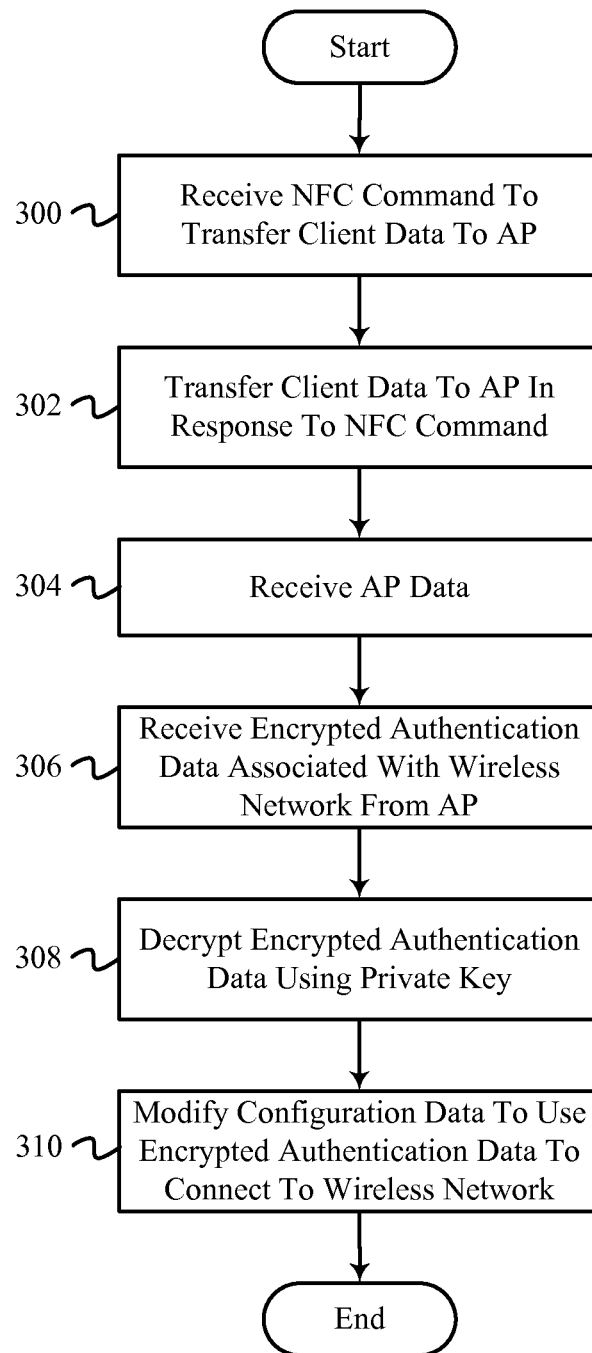 Start
300
Receive NFC Command To
Transfer Client Data To AP
302
Transfer Client Data To AP In
Response To NFC Command
304
Receive AP Data
306
Receive Encrypted Authentication
Data Associated With Wireless
Network From AP
308
Decrypt Encrypted Authentication
Data Using Private Key
310
Modify Configuration Data To Use
Encrypted Authentication Data To
Connect To Wireless Network
End